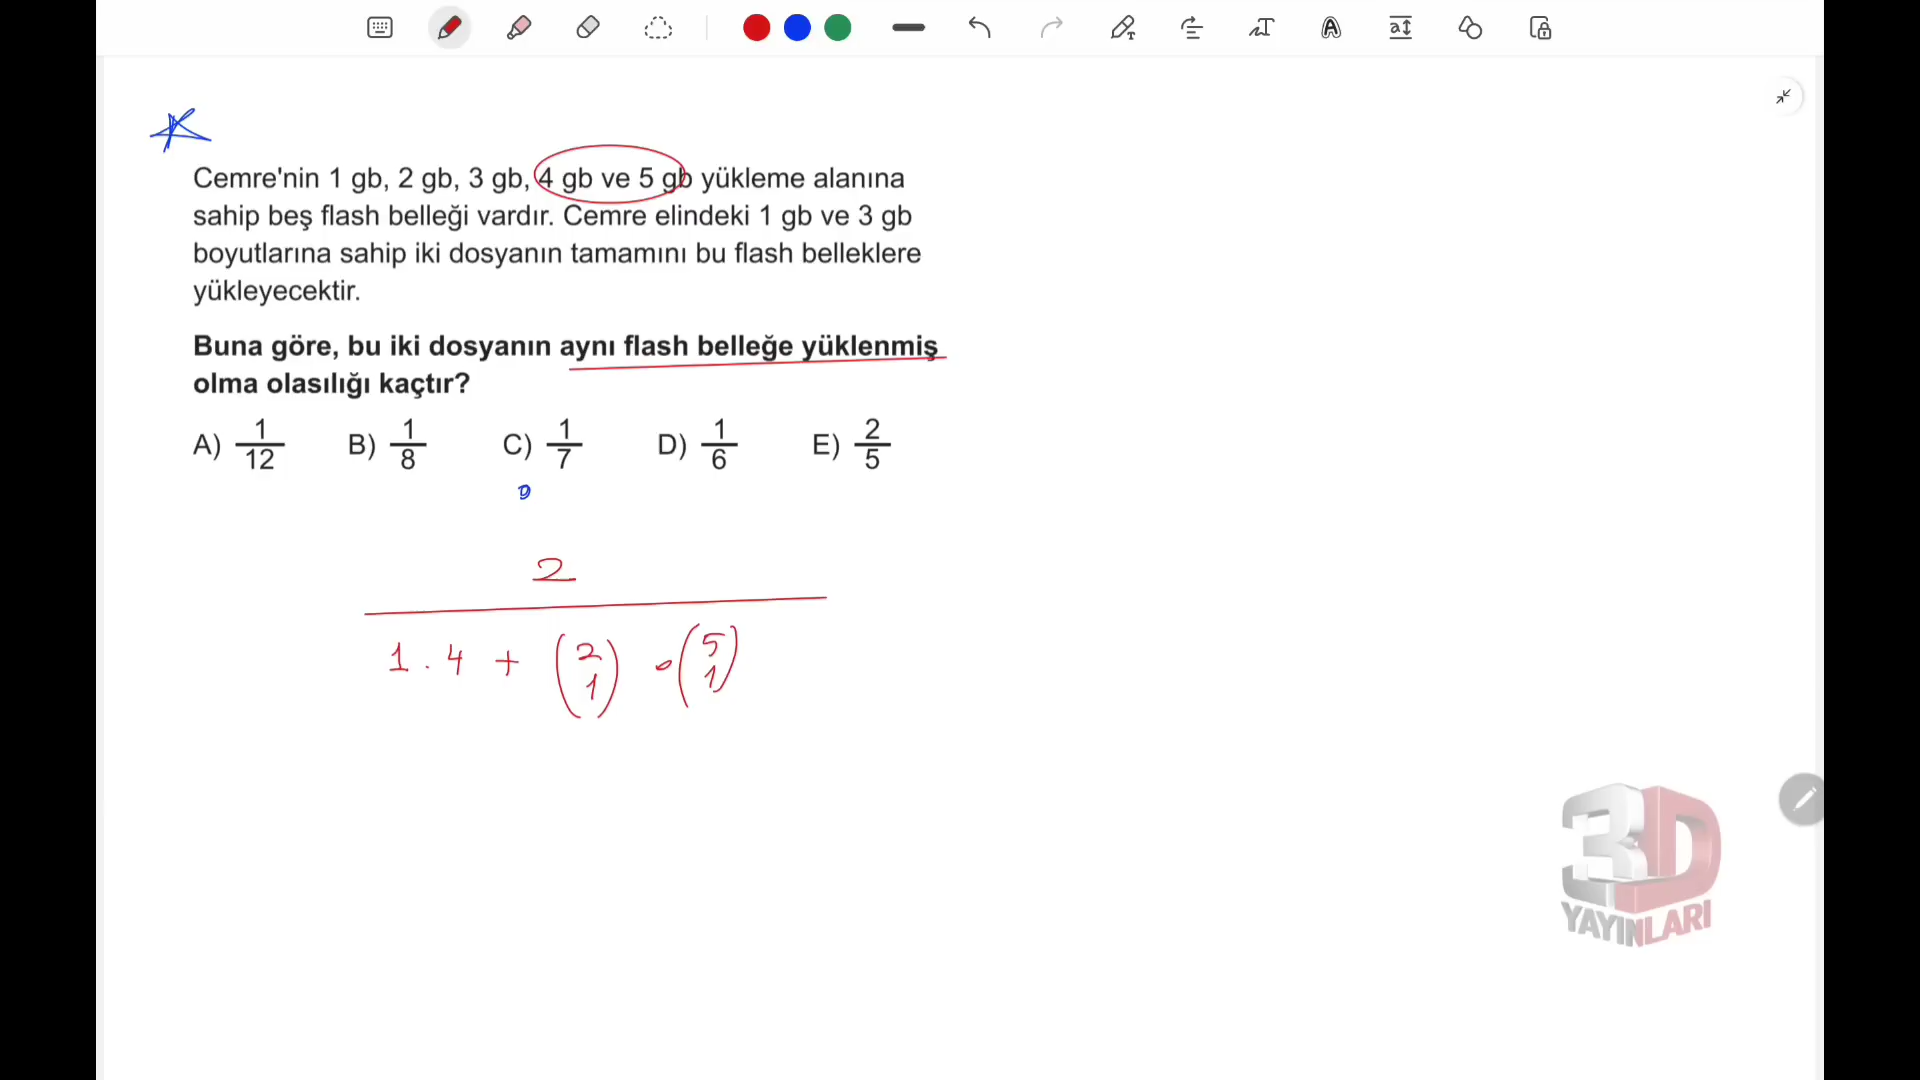 Cemre'nin 1 gb, 2 gb, 3 gb, 4 gb ve 5 gb yükleme alanına
sahip beş flash belleği vardır. Cemre elindeki 1 gb ve 3 gb
boyutlarına sahip iki dosyanın tamamını bu flash belleklere
yükleyecektir.
Buna göre, bu iki dosyanın aynı flash belleğe yüklenmiş
olma olasılığı kaçtır?
A) 1/12 B) 1/8 C) 1/7 D) 1/6 E) 2/5
2
1 . 4 + (2 1) • (5 1)
3D
YAYINLARI